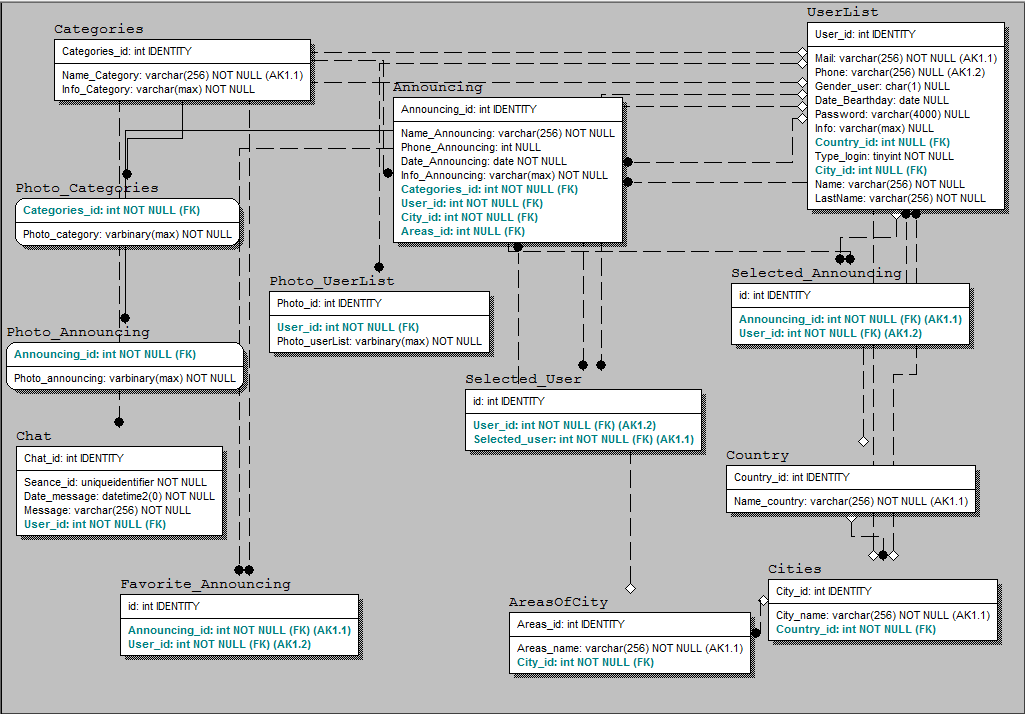 Categories
Categories_id: int IDENTITY
Name_Category: varchar(256) NOT NULL (AK1.1)
Info_Category: varchar(max) NOT NULL
UserList
User_id: int IDENTITY
Mail: varchar(256) NOT NULL (AK1.1)
Phone: varchar(256) NULL (AK1.2)
Gender_user: char(1) NULL
Date_Bearthday: date NULL
Password: varchar(4000) NULL
Info: varchar(max) NULL
Country_id: int NULL (FK)
Type_login: tinyint NOT NULL
City_id: int NULL (FK)
Name: varchar(256) NOT NULL
LastName: varchar(256) NOT NULL
Announcing
Announcing_id: int IDENTITY
Name_Announcing: varchar(256) NOT NULL
Phone_Announcing: int NULL
Date_Announcing: date NOT NULL
Info_Announcing: varchar(max) NOT NULL
Categories_id: int NOT NULL (FK)
User_id: int NOT NULL (FK)
City_id: int NOT NULL (FK)
Areas_id: int NULL (FK)
Photo_Categories
Categories_id: int NOT NULL (FK)
Photo_category: varbinary(max) NOT NULL
Photo_UserList
Photo_id: int IDENTITY
User_id: int NOT NULL (FK)
Photo_userList: varbinary(max) NOT NULL
Selected_Announcing
id: int IDENTITY
Announcing_id: int NOT NULL (FK) (AK1.1)
User_id: int NOT NULL (FK) (AK1.2)
Photo_Announcing
Announcing_id: int NOT NULL (FK)
Photo_announcing: varbinary(max) NOT NULL
Selected_User
id: int IDENTITY
User_id: int NOT NULL (FK) (AK1.2)
Selected_user: int NOT NULL (FK) (AK1.1)
Chat
Chat_id: int IDENTITY
Seance_id: uniqueidentifier NOT NULL
Date_message: datetime2(0) NOT NULL
Message: varchar(256) NOT NULL
User_id: int NOT NULL (FK)
Country
Country_id: int IDENTITY
Name_country: varchar(256) NOT NULL (AK1.1)
Favorite_Announcing
id: int IDENTITY
Announcing_id: int NOT NULL (FK) (AK1.1)
User_id: int NOT NULL (FK) (AK1.2)
AreasOfCity
Areas_id: int IDENTITY
Areas_name: varchar(256) NOT NULL (AK1.1)
City_id: int NOT NULL (FK)
Cities
City_id: int IDENTITY
City_name: varchar(256) NOT NULL (AK1.1)
Country_id: int NOT NULL (FK)